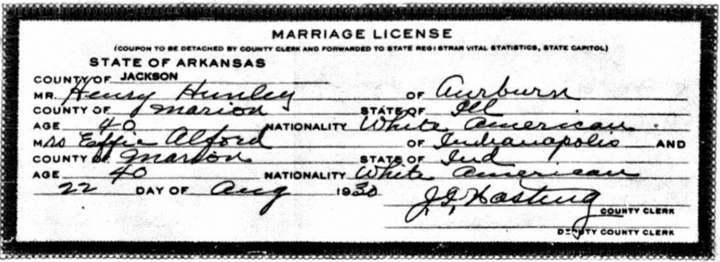 MARRIAGE LICENSE
(COUPON TO BE DETACHED BY COUNTY CLERK AND FORWARDED TO STATE REGISTRAR VITAL STATISTICS, STATE CAPITOL)
STATE OF ARKANSAS
COUNTY OF JACKSON
MR. Henry Hunley OF Aurburn
COUNTY OF Marion STATE OF Ill
AGE 40 NATIONALITY White American
Mrs Effie Alford OF Indianapolis AND
COUNTY OF Marion STATE OF Ind
AGE 40 NATIONALITY White American
22 DAY OF Aug 1930
J. I. Hasting
COUNTY CLERK
DEPUTY COUNTY CLERK